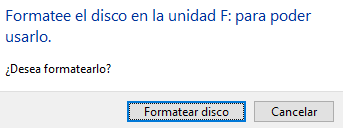 Formatee el disco en la unidad F: para poder
usarlo.
¿Desea formatearlo?
Formatear disco
Cancelar